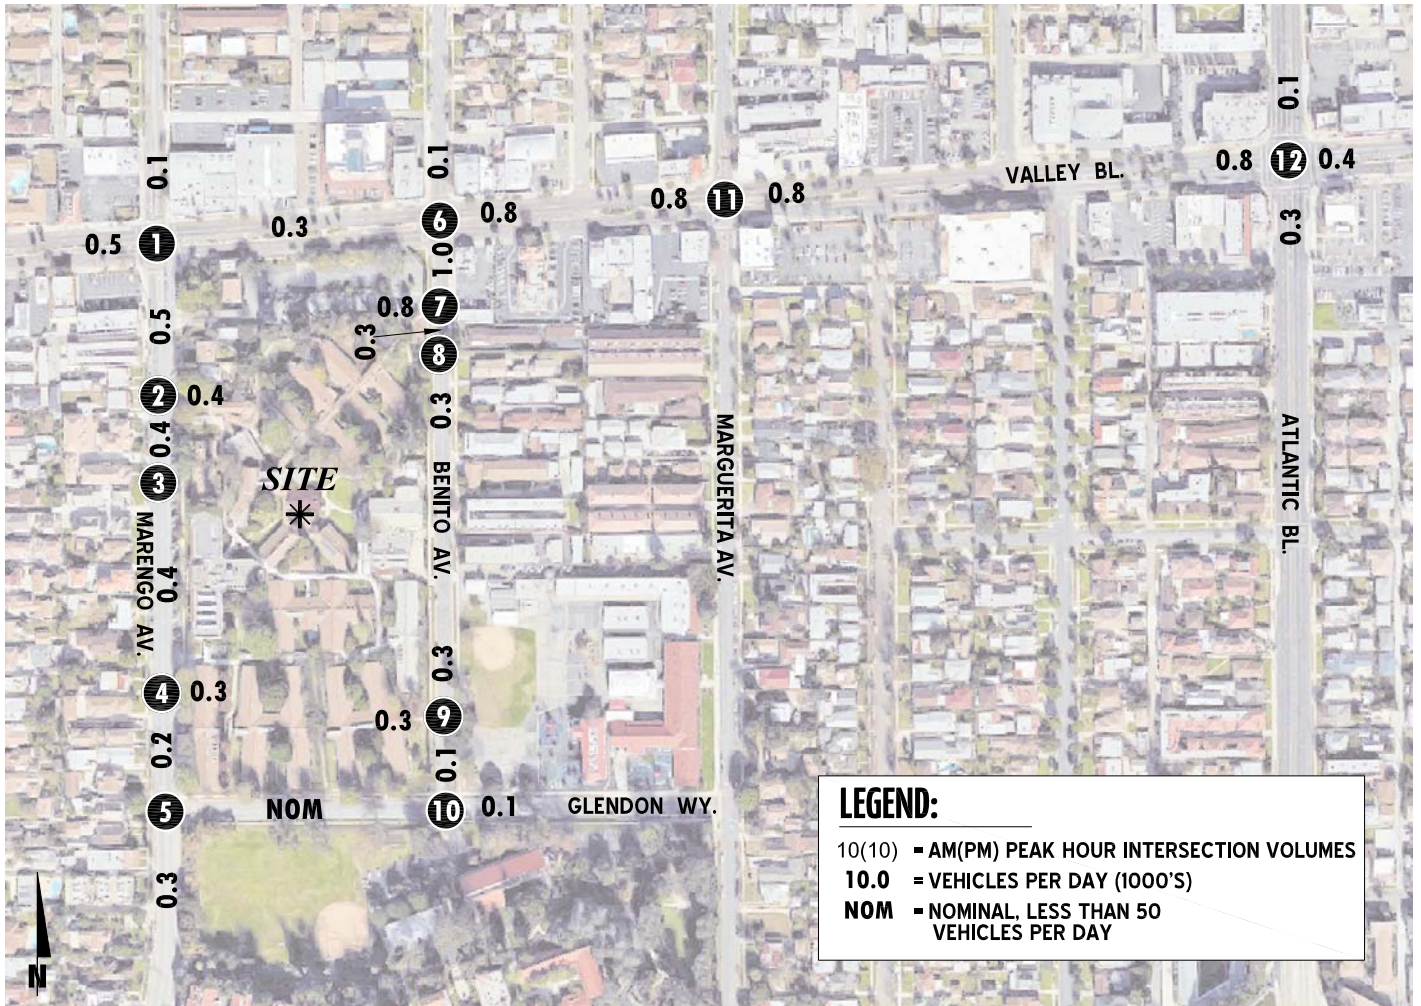 0.1
0.1
0.1
0.8
12
0.4
VALLEY BL.
0.5
1
0.3
6
0.8
0.8
11
0.8
0.3
1.0
0.8
7
0.3
8
0.5
2
0.4
0.4
0.3
3
SITE
MARENGO AV.
BENITO AV.
MARGUERITA AV.
ATLANTIC BL.
0.4
0.3
4
0.3
0.3
9
0.2
0.1
5
NOM
10
0.1
GLENDON WY.
0.3
N
LEGEND:
10(10) = AM(PM) PEAK HOUR INTERSECTION VOLUMES
10.0 = VEHICLES PER DAY (1000'S)
NOM = NOMINAL, LESS THAN 50
VEHICLES PER DAY